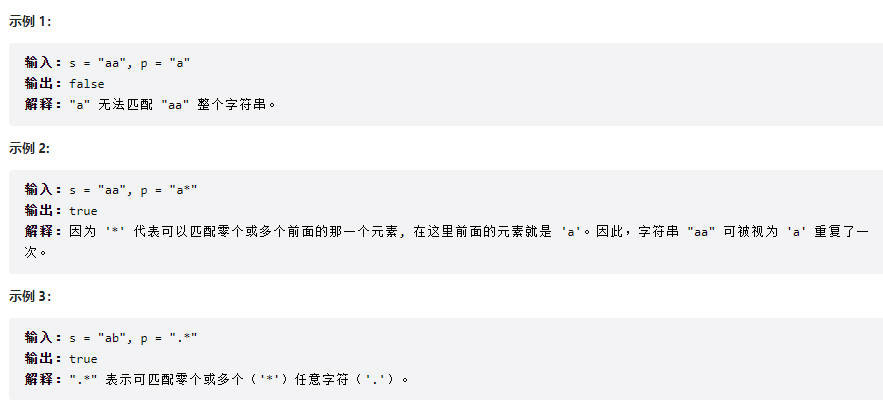 示例 1：
输入：s = "aa", p = "a"
输出：false
解释："a" 无法匹配 "aa" 整个字符串。
示例 2:
输入：s = "aa", p = "a*"
输出：true
解释：因为 '*' 代表可以匹配零个或多个前面的那一个元素, 在这里前面的元素就是 'a'。因此，字符串 "aa" 可被视为 'a' 重复了一
次。
示例 3：
输入：s = "ab", p = ".*"
输出：true
解释：".*" 表示可匹配零个或多个（'*'）任意字符（'.'）。